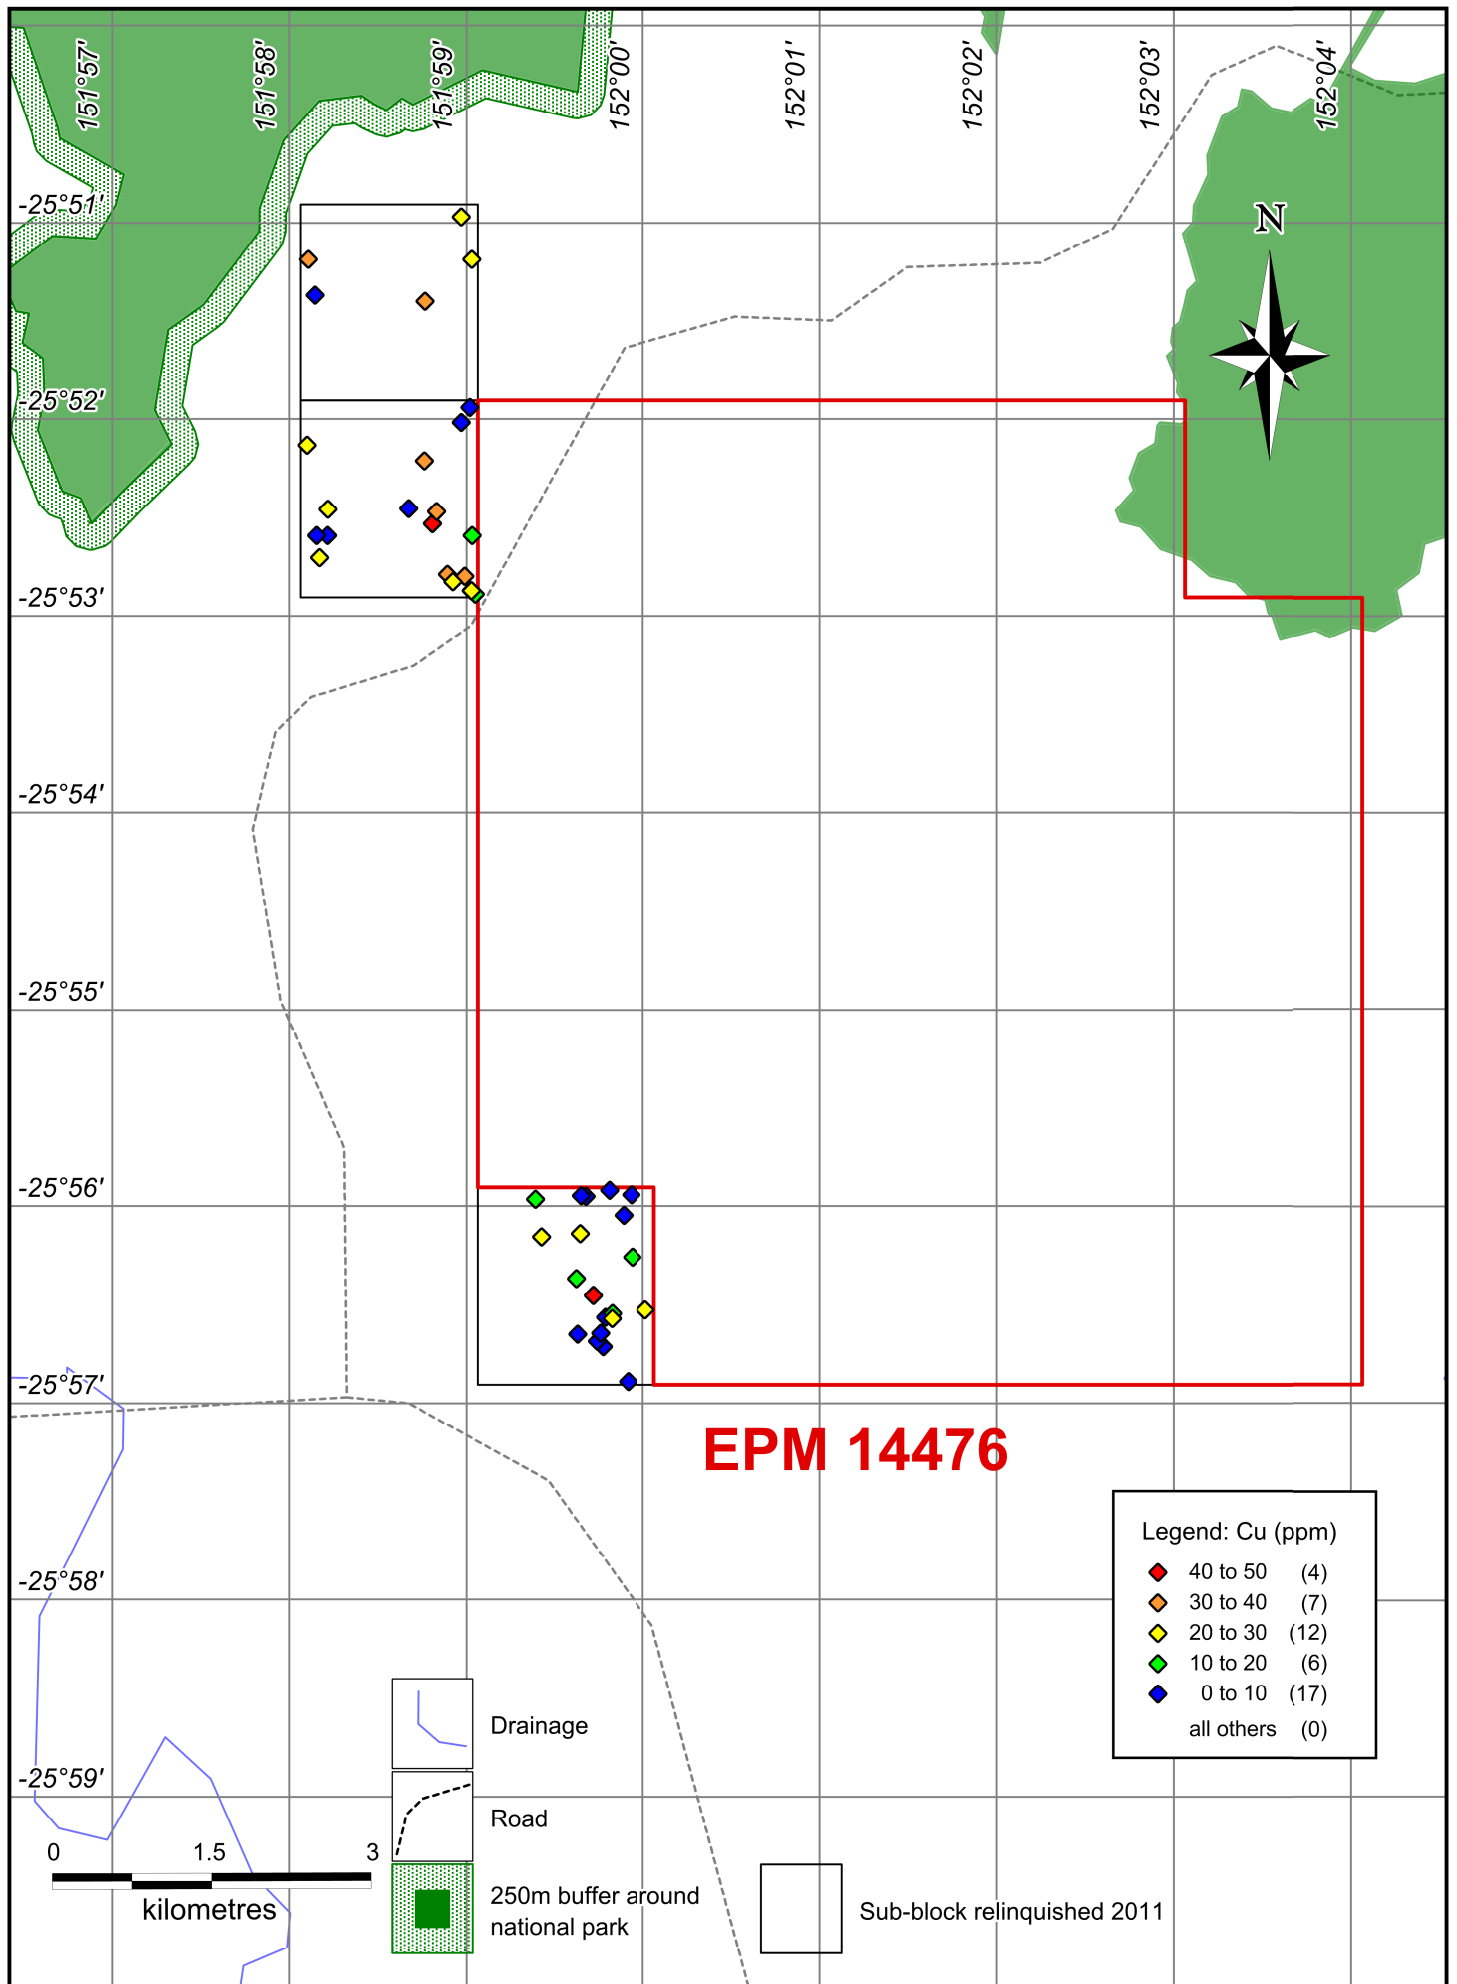 151°57'
151°58'
151°59'
152°00'
152°01'
152°02'
152°03'
152°04'
-25°51'
N
-25°52'
-25°53'
-25°54'
-25°55'
-25°56'
-25°57'
EPM 14476
Legend: Cu (ppm)
40 to 50 (4)
30 to 40 (7)
20 to 30 (12)
10 to 20 (6)
0 to 10 (17)
all others (0)
-25°58'
Drainage
-25°59'
Road
0 1.5 3
kilometres
250m buffer around
national park
Sub-block relinquished 2011